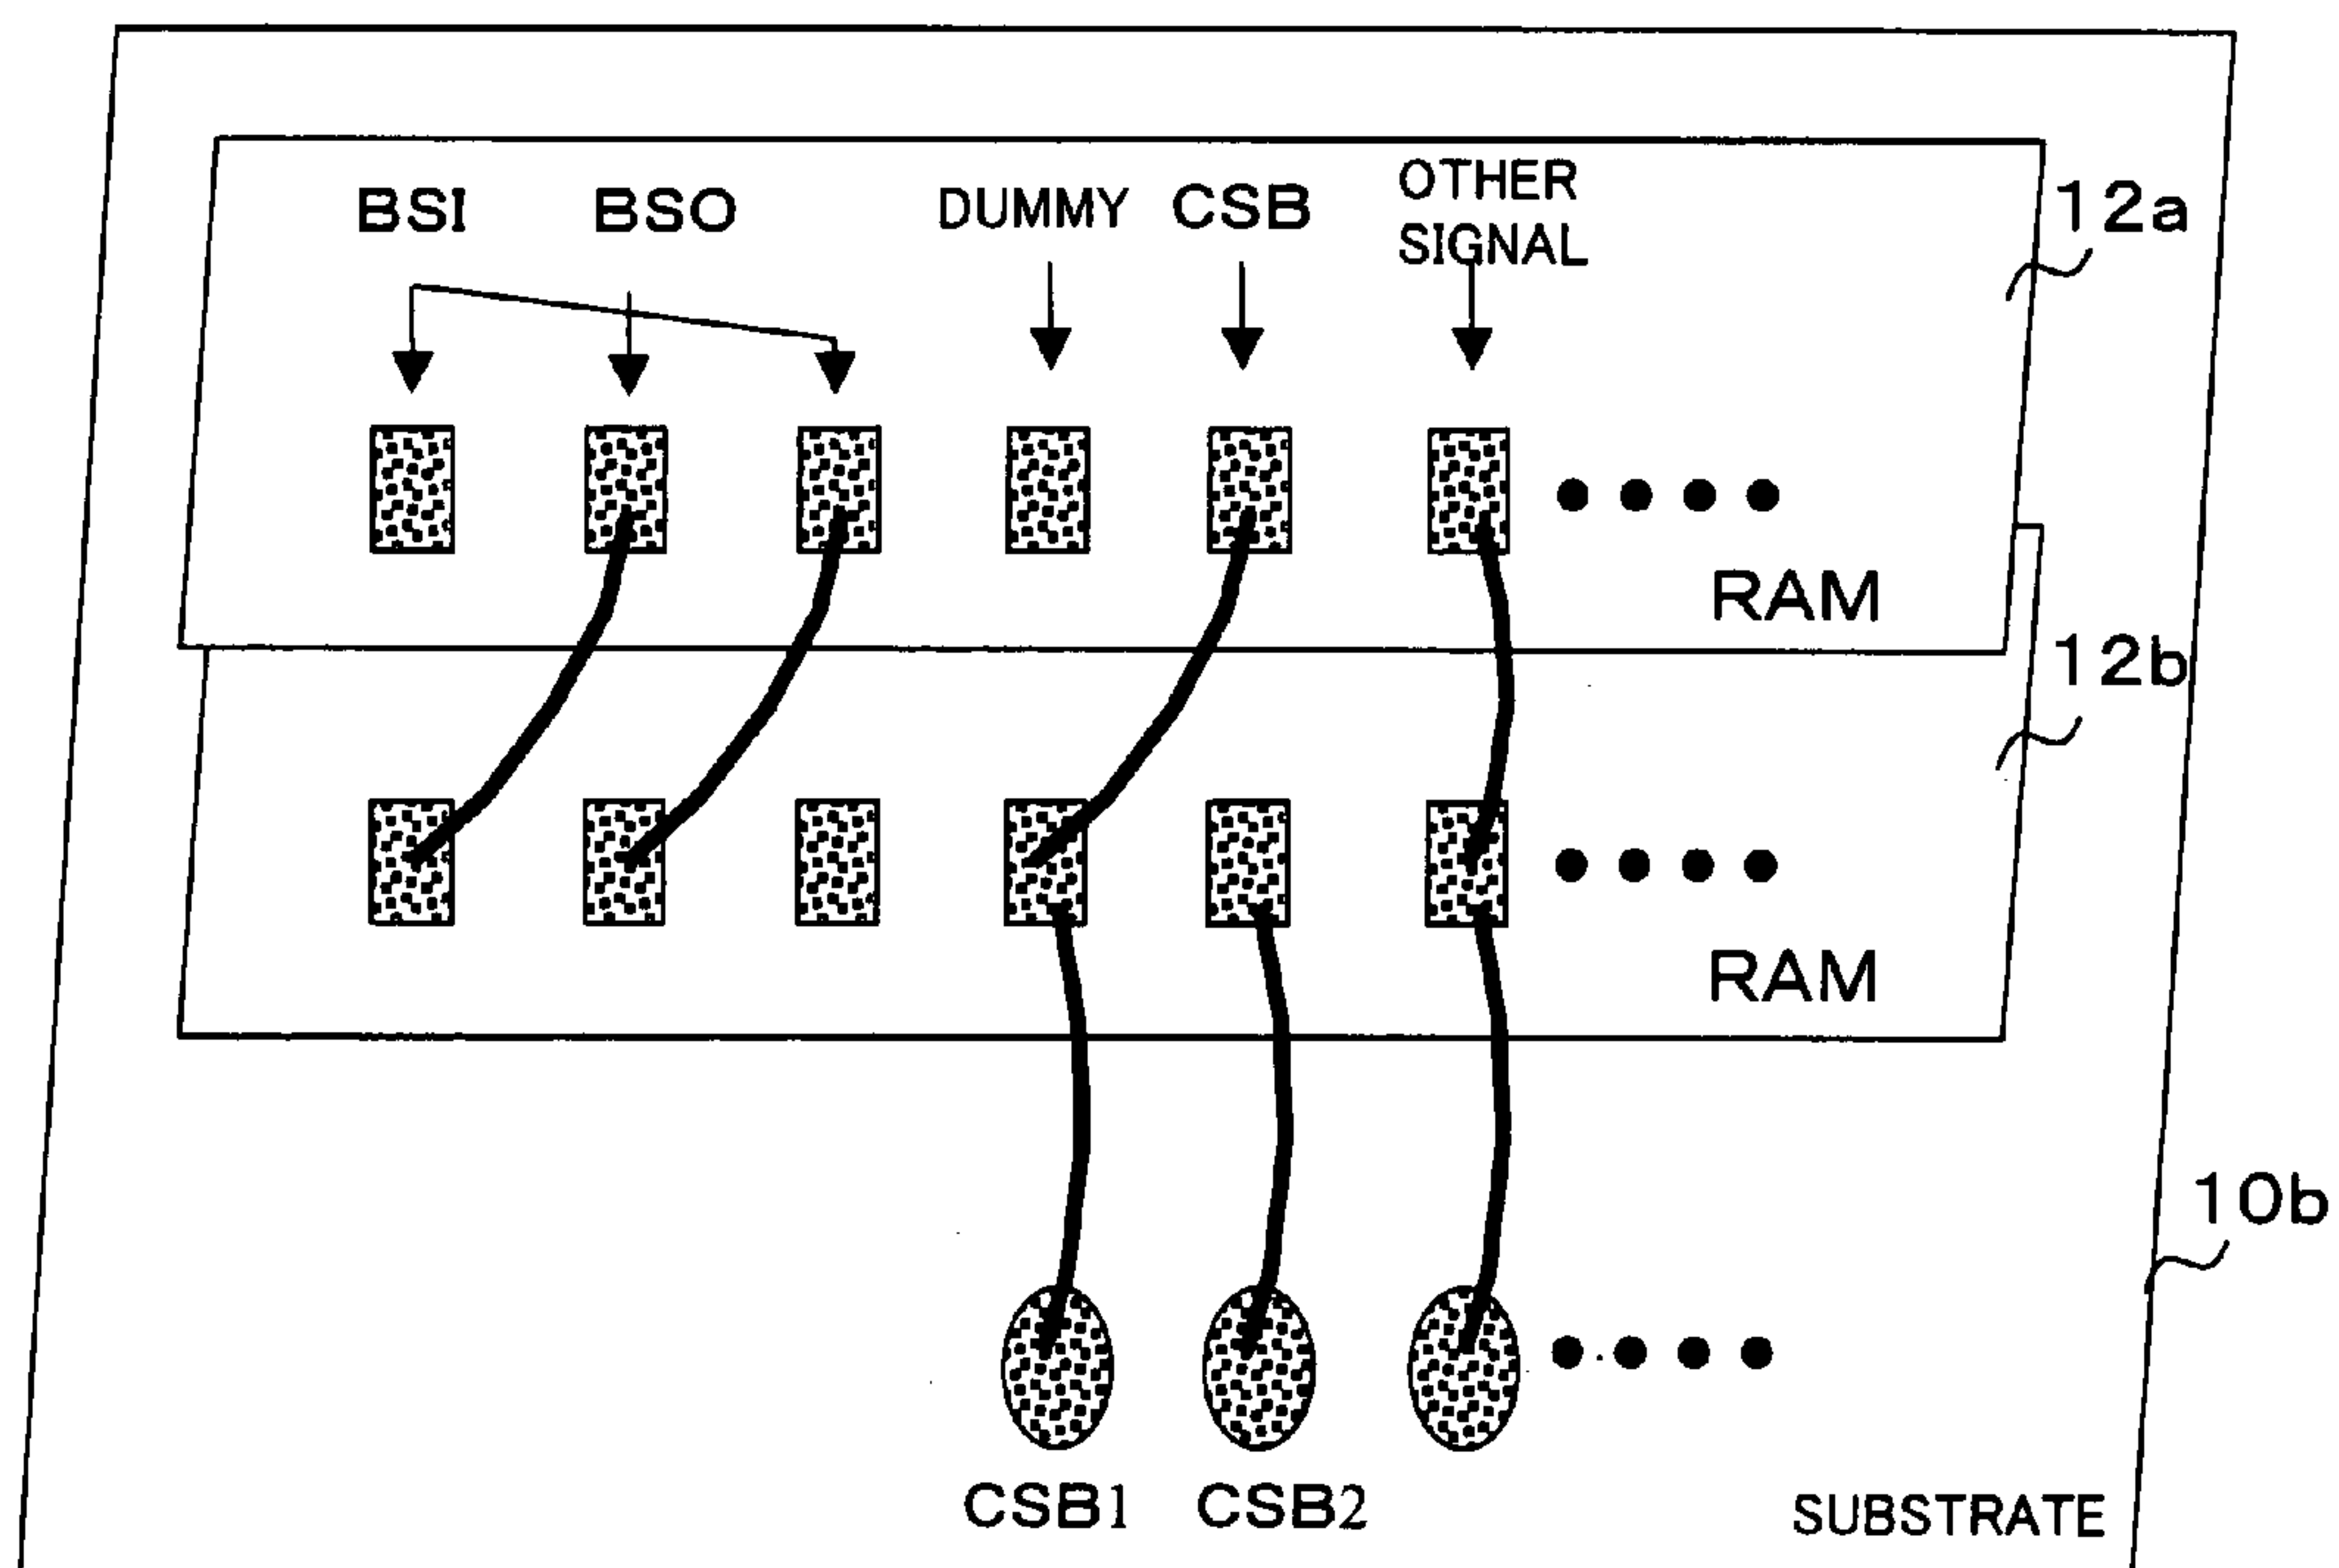 BSI BSO DUMMY CSB OTHER
SIGNAL
12a
RAM
12b
RAM
10b
CSB1 CSB2 SUBSTRATE